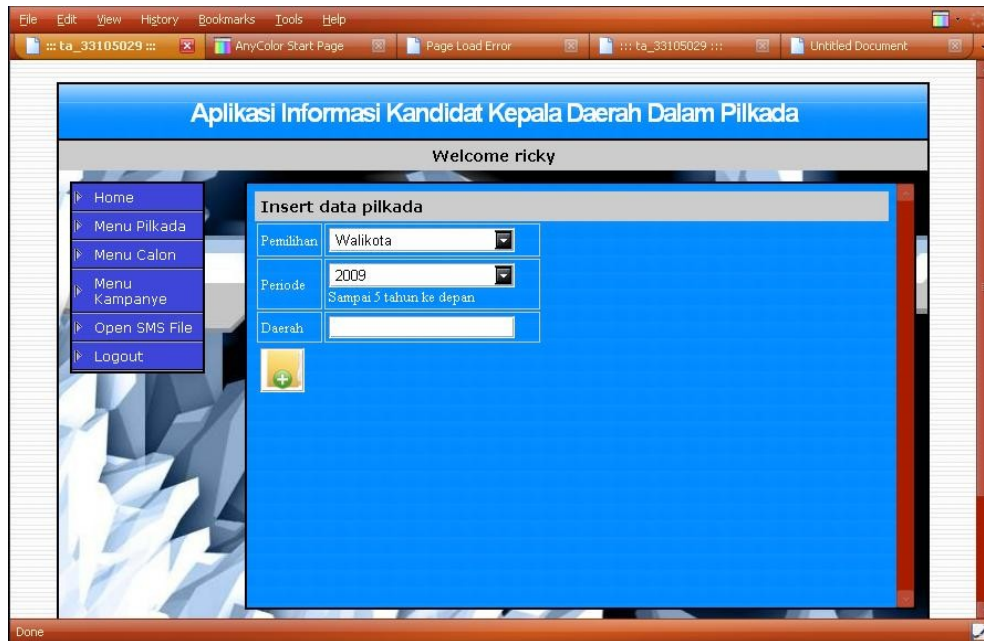 File Edit View History Bookmarks Tools Help
::: ta_33105029 ::: AnyColor Start Page Page Load Error ::: ta_33105029 ::: Untitled Document
Aplikasi Informasi Kandidat Kepala Daerah Dalam Pilkada
Welcome ricky
Home
Menu Pilkada
Menu Calon
Menu
Kampanye
Open SMS File
Logout
Insert data pilkada
Pemilihan Walikota
Periode 2009
Sampai 5 tahun ke depan
Daerah
Done